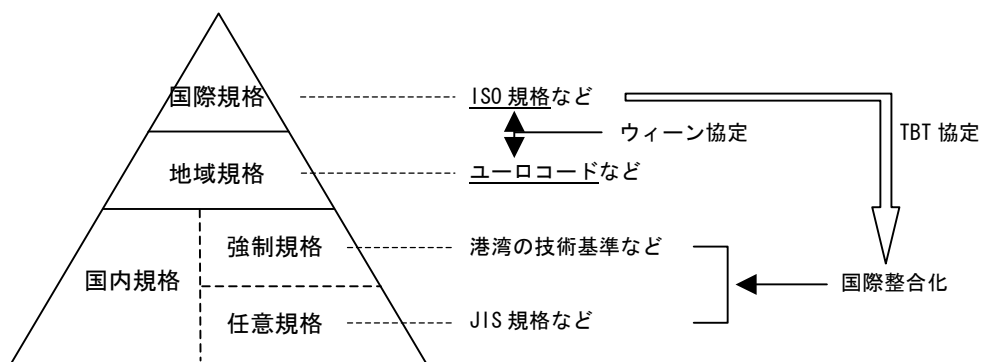 国際規格
ISO 規格など
ウィーン協定
TBT 協定
地域規格
ユーロコードなど
強制規格
港湾の技術基準など
国内規格
国際整合化
任意規格
JIS 規格など